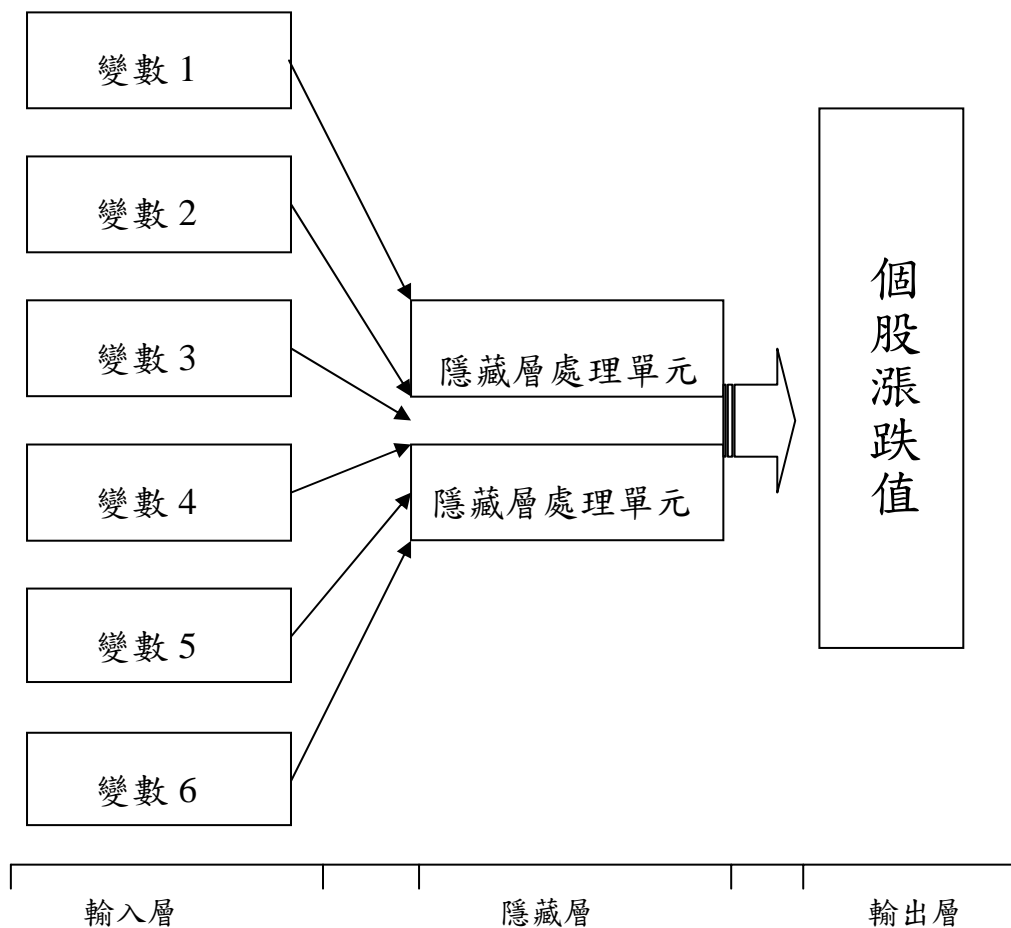 變數 1
變數 2
變數 3
變數 4
變數 5
變數 6
隱藏層處理單元
隱藏層處理單元
個股漲跌值
輸入層
隱藏層
輸出層